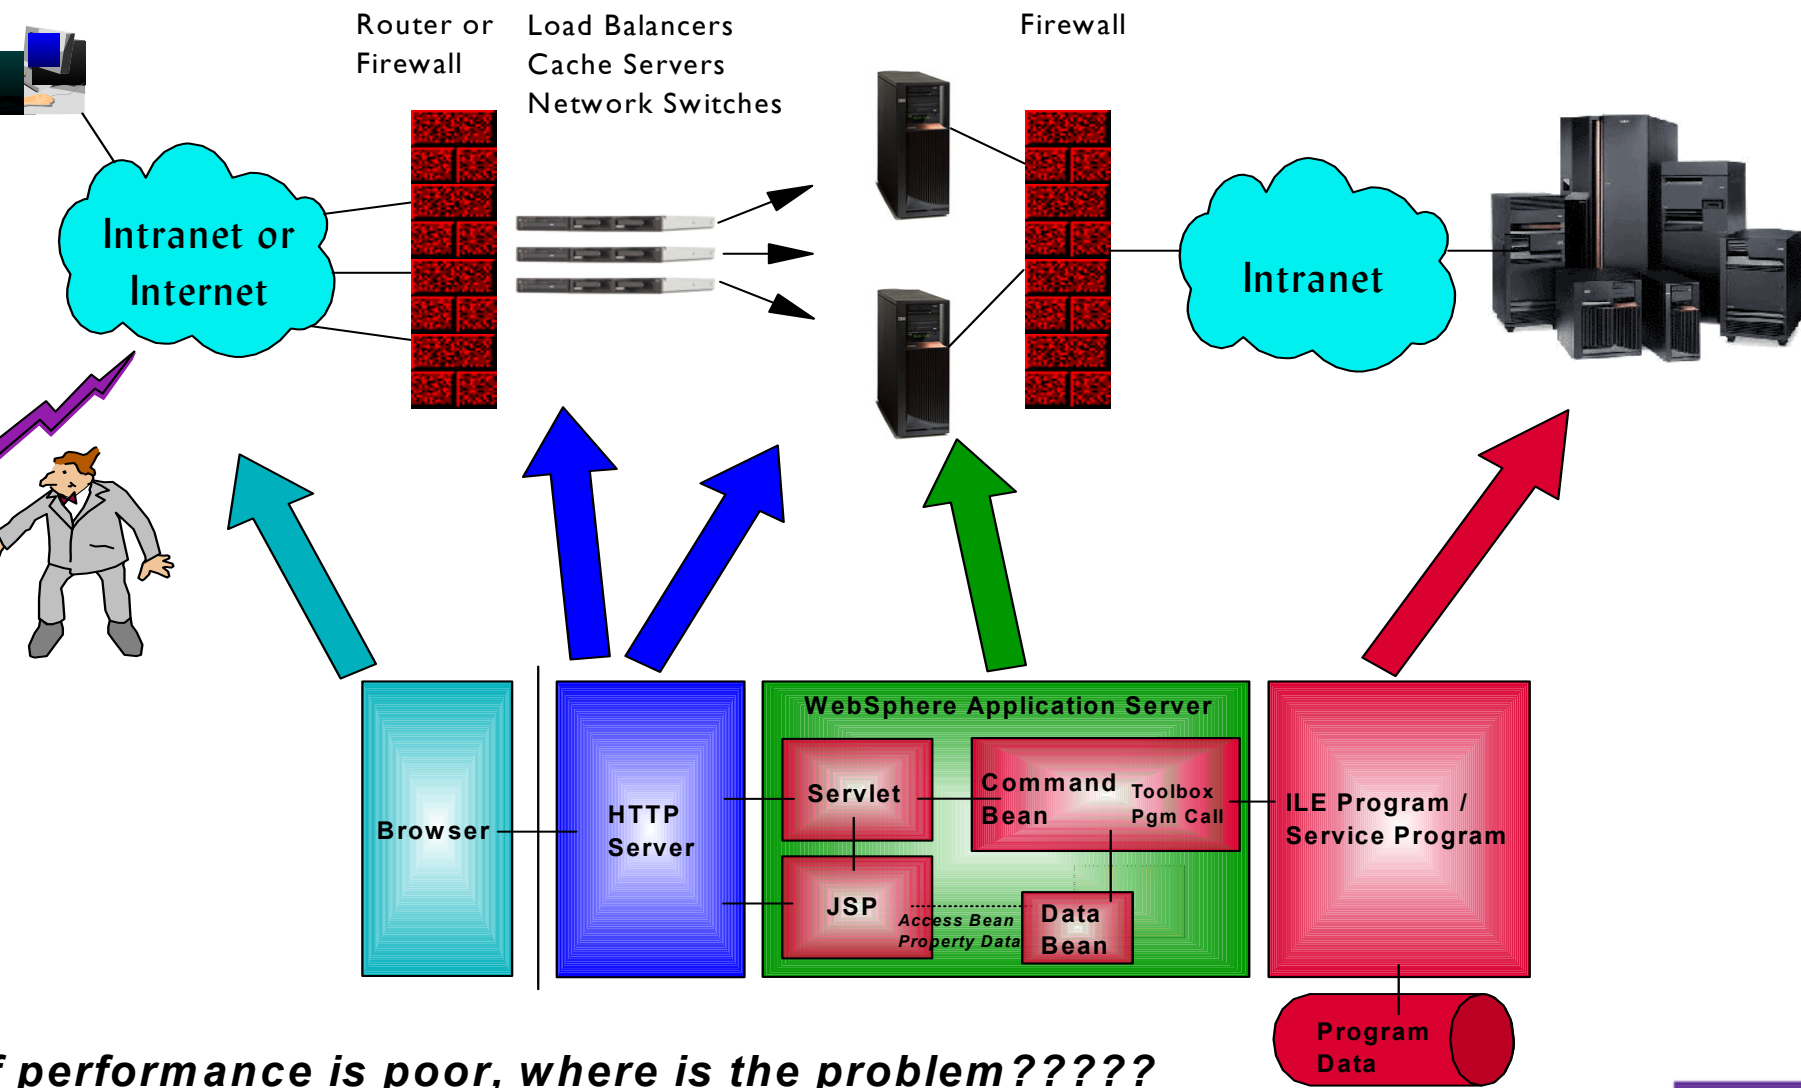 Router or
Firewall
Load Balancers
Cache Servers
Network Switches
Firewall
Intranet or
Internet
Intranet
WebSphere Application Server
Browser
HTTP
Server
Servlet
Command
Bean
Toolbox
Pgm Call
JSP
Access Bean
Property Data
Data
Bean
ILE Program /
Service Program
Program
Data
f performance is poor, where is the problem?????